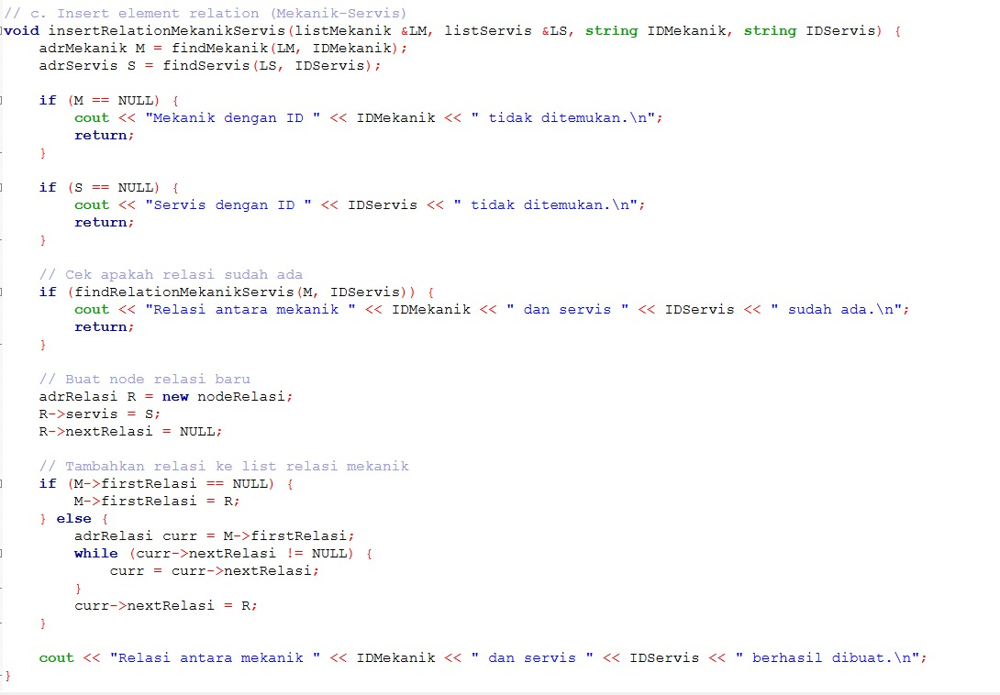 // c. Insert element relation (Mekanik-Servis)
void insertRelationMekanikServis(listMekanik &LM, listServis &LS, string IDMekanik, string IDServis) {
    adrMekanik M = findMekanik(LM, IDMekanik);
    adrServis S = findServis(LS, IDServis);

    if (M == NULL) {
        cout << "Mekanik dengan ID " << IDMekanik << " tidak ditemukan.\n";
        return;
    }

    if (S == NULL) {
        cout << "Servis dengan ID " << IDServis << " tidak ditemukan.\n";
        return;
    }

    // Cek apakah relasi sudah ada
    if (findRelationMekanikServis(M, IDServis)) {
        cout << "Relasi antara mekanik " << IDMekanik << " dan servis " << IDServis << " sudah ada.\n";
        return;
    }

    // Buat node relasi baru
    adrRelasi R = new nodeRelasi;
    R->servis = S;
    R->nextRelasi = NULL;

    // Tambahkan relasi ke list relasi mekanik
    if (M->firstRelasi == NULL) {
        M->firstRelasi = R;
    } else {
        adrRelasi curr = M->firstRelasi;
        while (curr->nextRelasi != NULL) {
            curr = curr->nextRelasi;
        }
        curr->nextRelasi = R;
    }

    cout << "Relasi antara mekanik " << IDMekanik << " dan servis " << IDServis << " berhasil dibuat.\n";
}